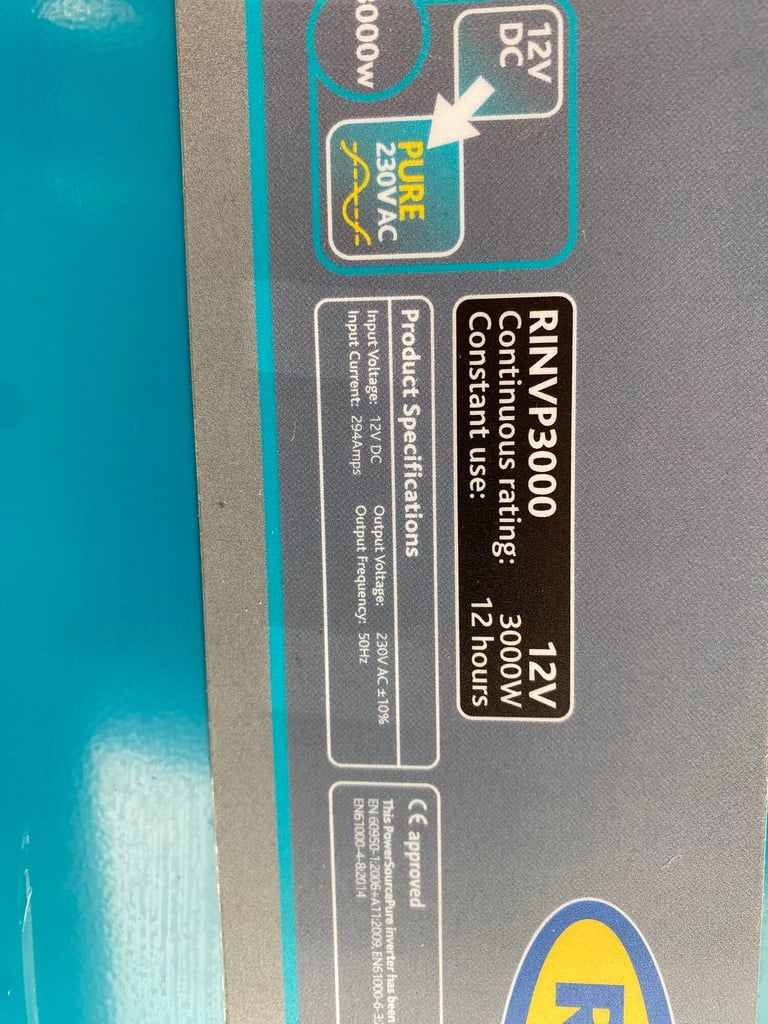 12V
DC
000w
PURE
230V AC
RINVP3000 12V
Continuous rating: 3000W
Constant use: 12 hours
Product Specifications
Input Voltage: 12V DC Output Voltage: 230V AC ±10%
Input Current: 294Amps Output Frequency: 50Hz
CE approved
This PowerSourcePure inverter has been
EN 60950-1:2006+A11:2009, EN61000-6-3:
EN61000-4-8:2014
R